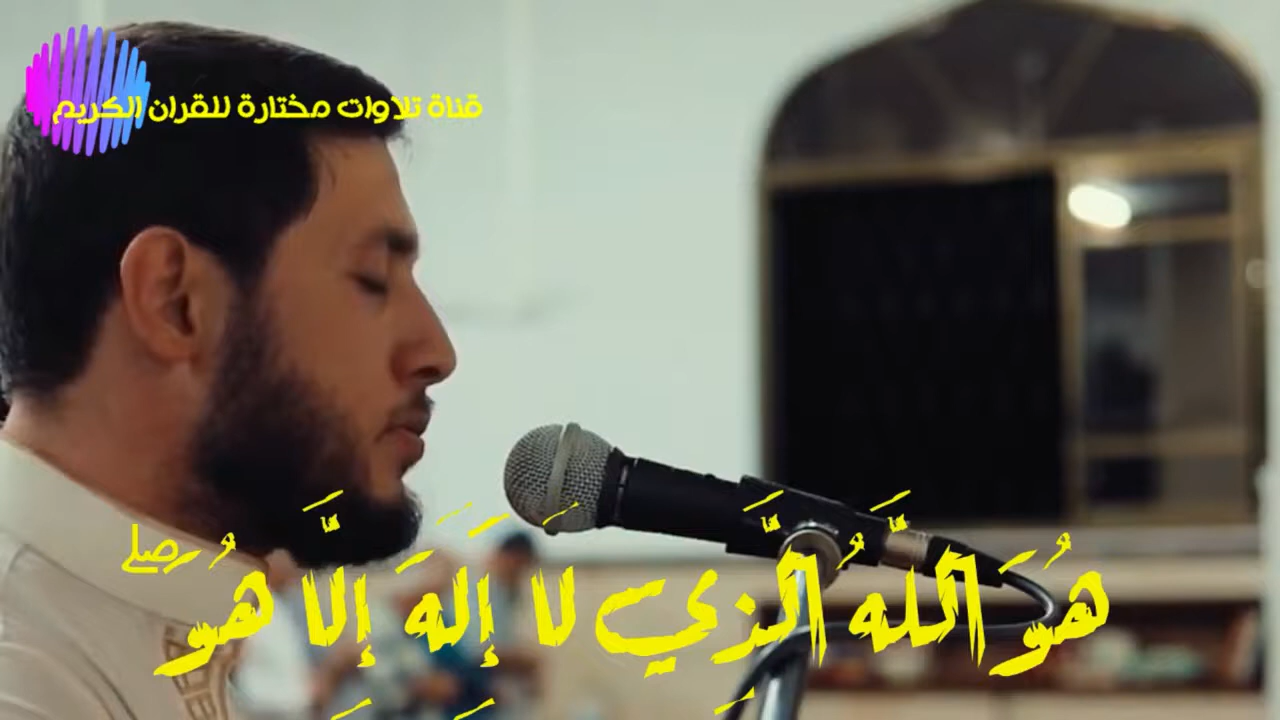 قناة تلاوات مختارة للقران الكريم
هُوَ اللَّهُ الَّذِي لَا إِلَهَ إِلَّا هُوَ ۖ